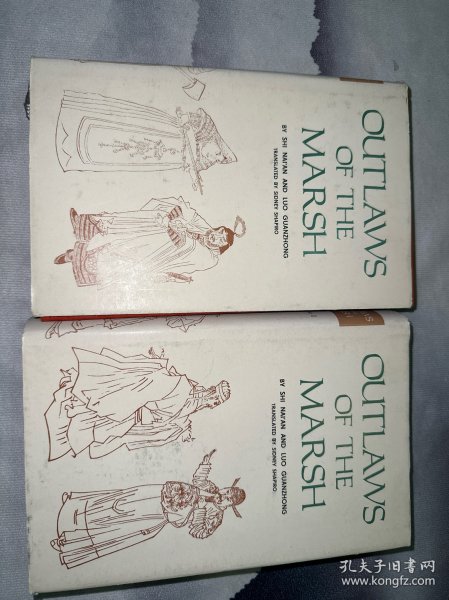 OUTLAWS
OF THE
MARSH
BY SHI NAI'AN AND LUO GUANZHONG
TRANSLATED BY SIDNEY SHAPIRO
OUTLAWS
OF THE
MARSH
BY SHI NAI'AN AND LUO GUANZHONG
TRANSLATED BY SIDNEY SHAPIRO
孔夫子旧书网
www.kongfz.com